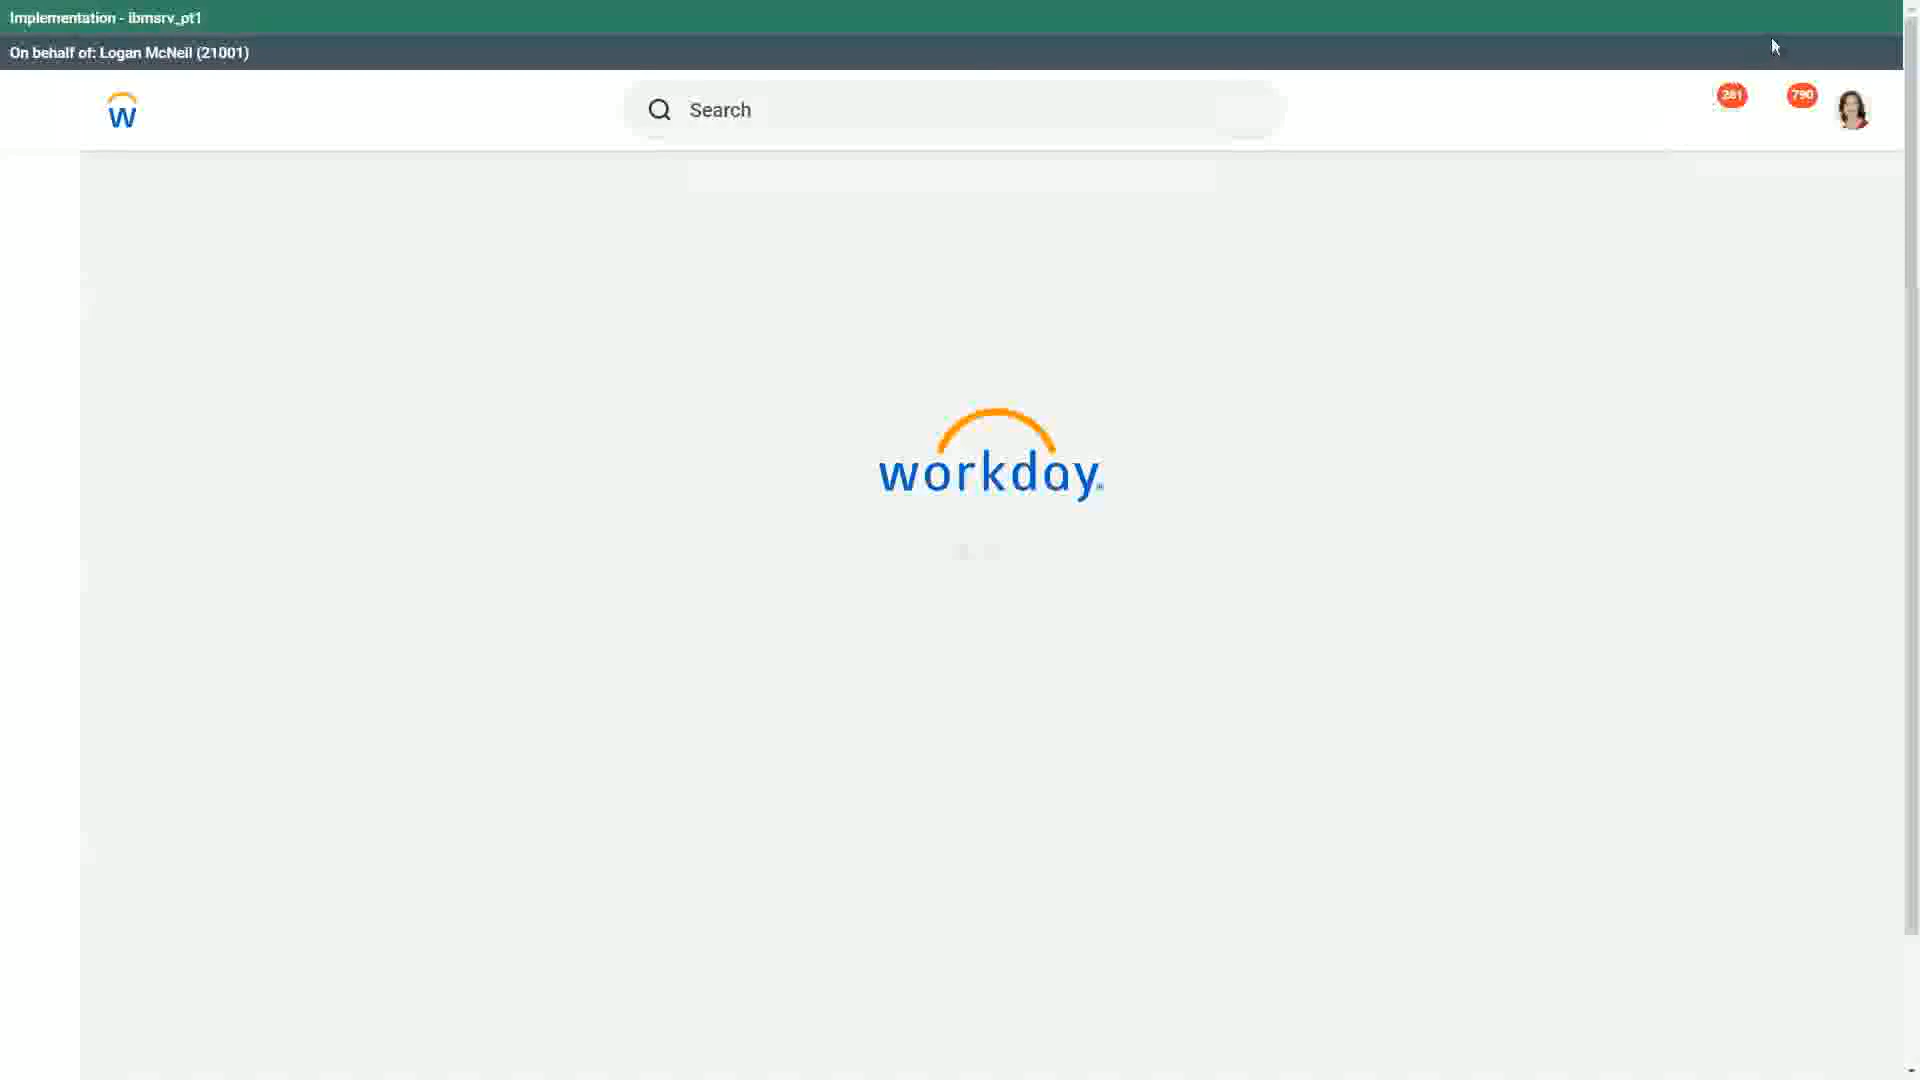 Implementation - ibmsrv_pt1
On behalf of: Logan McNeil (21001)
W
Search
281
790
workday.